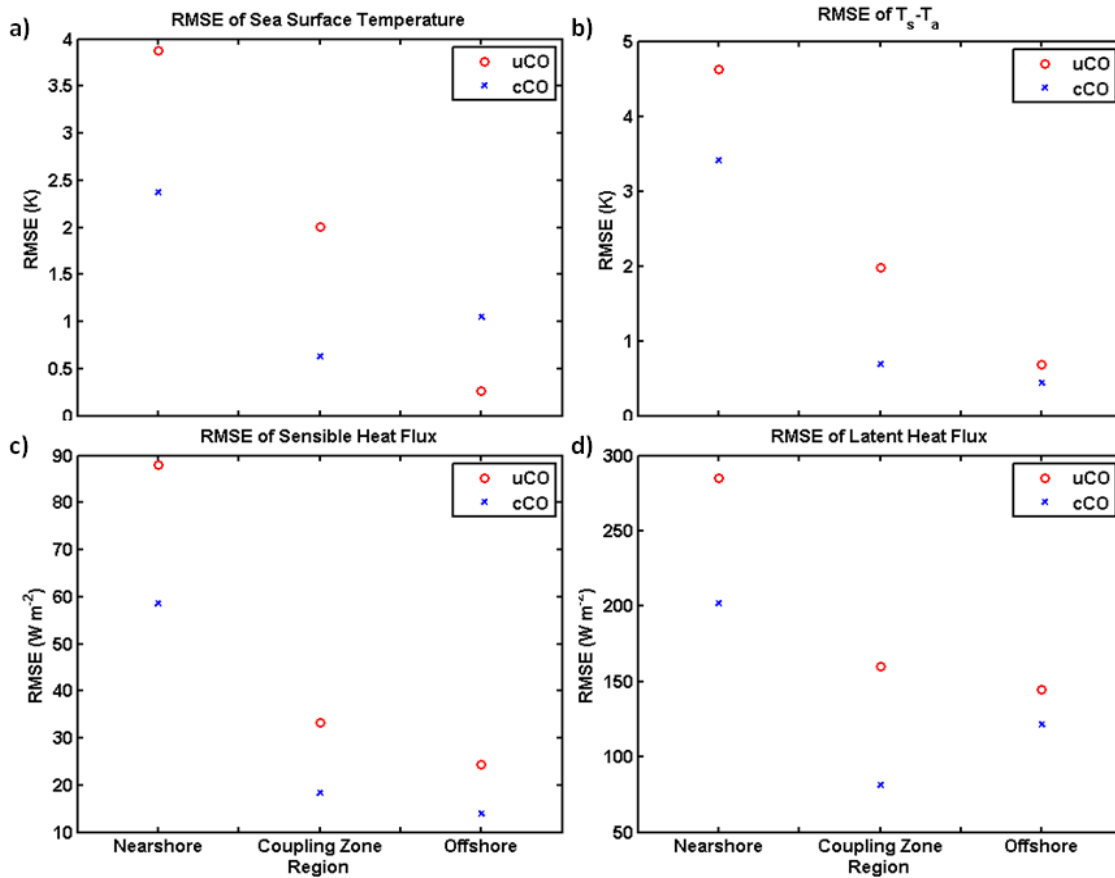 a)
RMSE of Sea Surface Temperature
4
3.5
3
2.5
2
1.5
1
0.5
0
RMSE (K)
uCO
cCO
b)
RMSE of Ts-Ta
5
4
3
2
1
0
RMSE (K)
uCO
cCO
c)
RMSE of Sensible Heat Flux
90
80
70
60
50
40
30
20
10
RMSE (W m-2)
uCO
cCO
Nearshore Coupling Zone Offshore
Region
d)
RMSE of Latent Heat Flux
300
250
200
150
100
50
RMSE (W m-2)
uCO
cCO
Nearshore Coupling Zone Offshore
Region